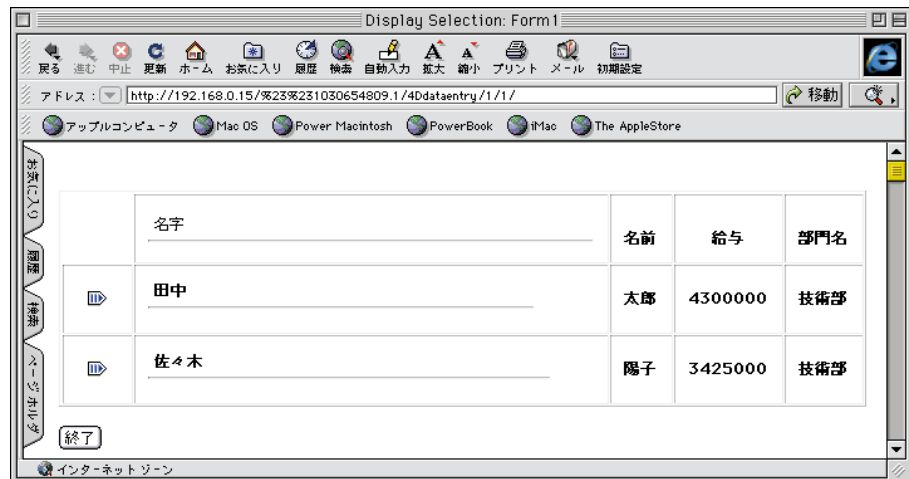 Display Selection: Form1
戻る 進む 中止 更新 ホーム お気に入り 履歴 検索 自動入力 拡大 縮小 プリント メール 初期設定
アドレス : http://192.168.0.15/%23%231030654809.1/4Ddataentry/1/1/ 移動
アップルコンピュータ Mac OS Power Macintosh PowerBook iMac The AppleStore
お気に入り
履歴
検索
ページ ホルダ
名字 名前 給与 部門名
田中 太郎 4300000 技術部
佐々木 陽子 3425000 技術部
終了
インターネット ゾーン